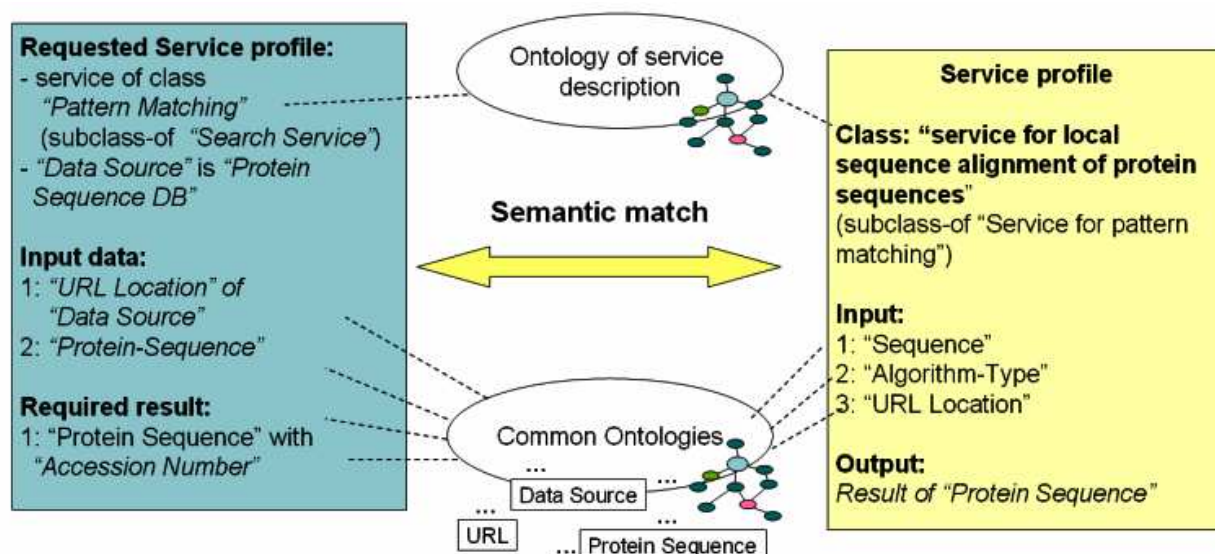 Requested Service profile:
- service of class
“Pattern Matching”
(subclass-of “Search Service”)
- “Data Source” is “Protein
Sequence DB”
Input data:
1: “URL Location” of
“Data Source”
2: “Protein-Sequence”
Required result:
1: “Protein Sequence” with
“Accession Number”
Ontology of service
description
Semantic match
Common Ontologies
...
...
Data Source
...
...
URL
...
Protein Sequence
Service profile
Class: “service for local
sequence alignment of protein
sequences”
(subclass-of “Service for pattern
matching”)
Input:
1: “Sequence”
2: “Algorithm-Type”
3: “URL Location”
Output:
Result of “Protein Sequence”